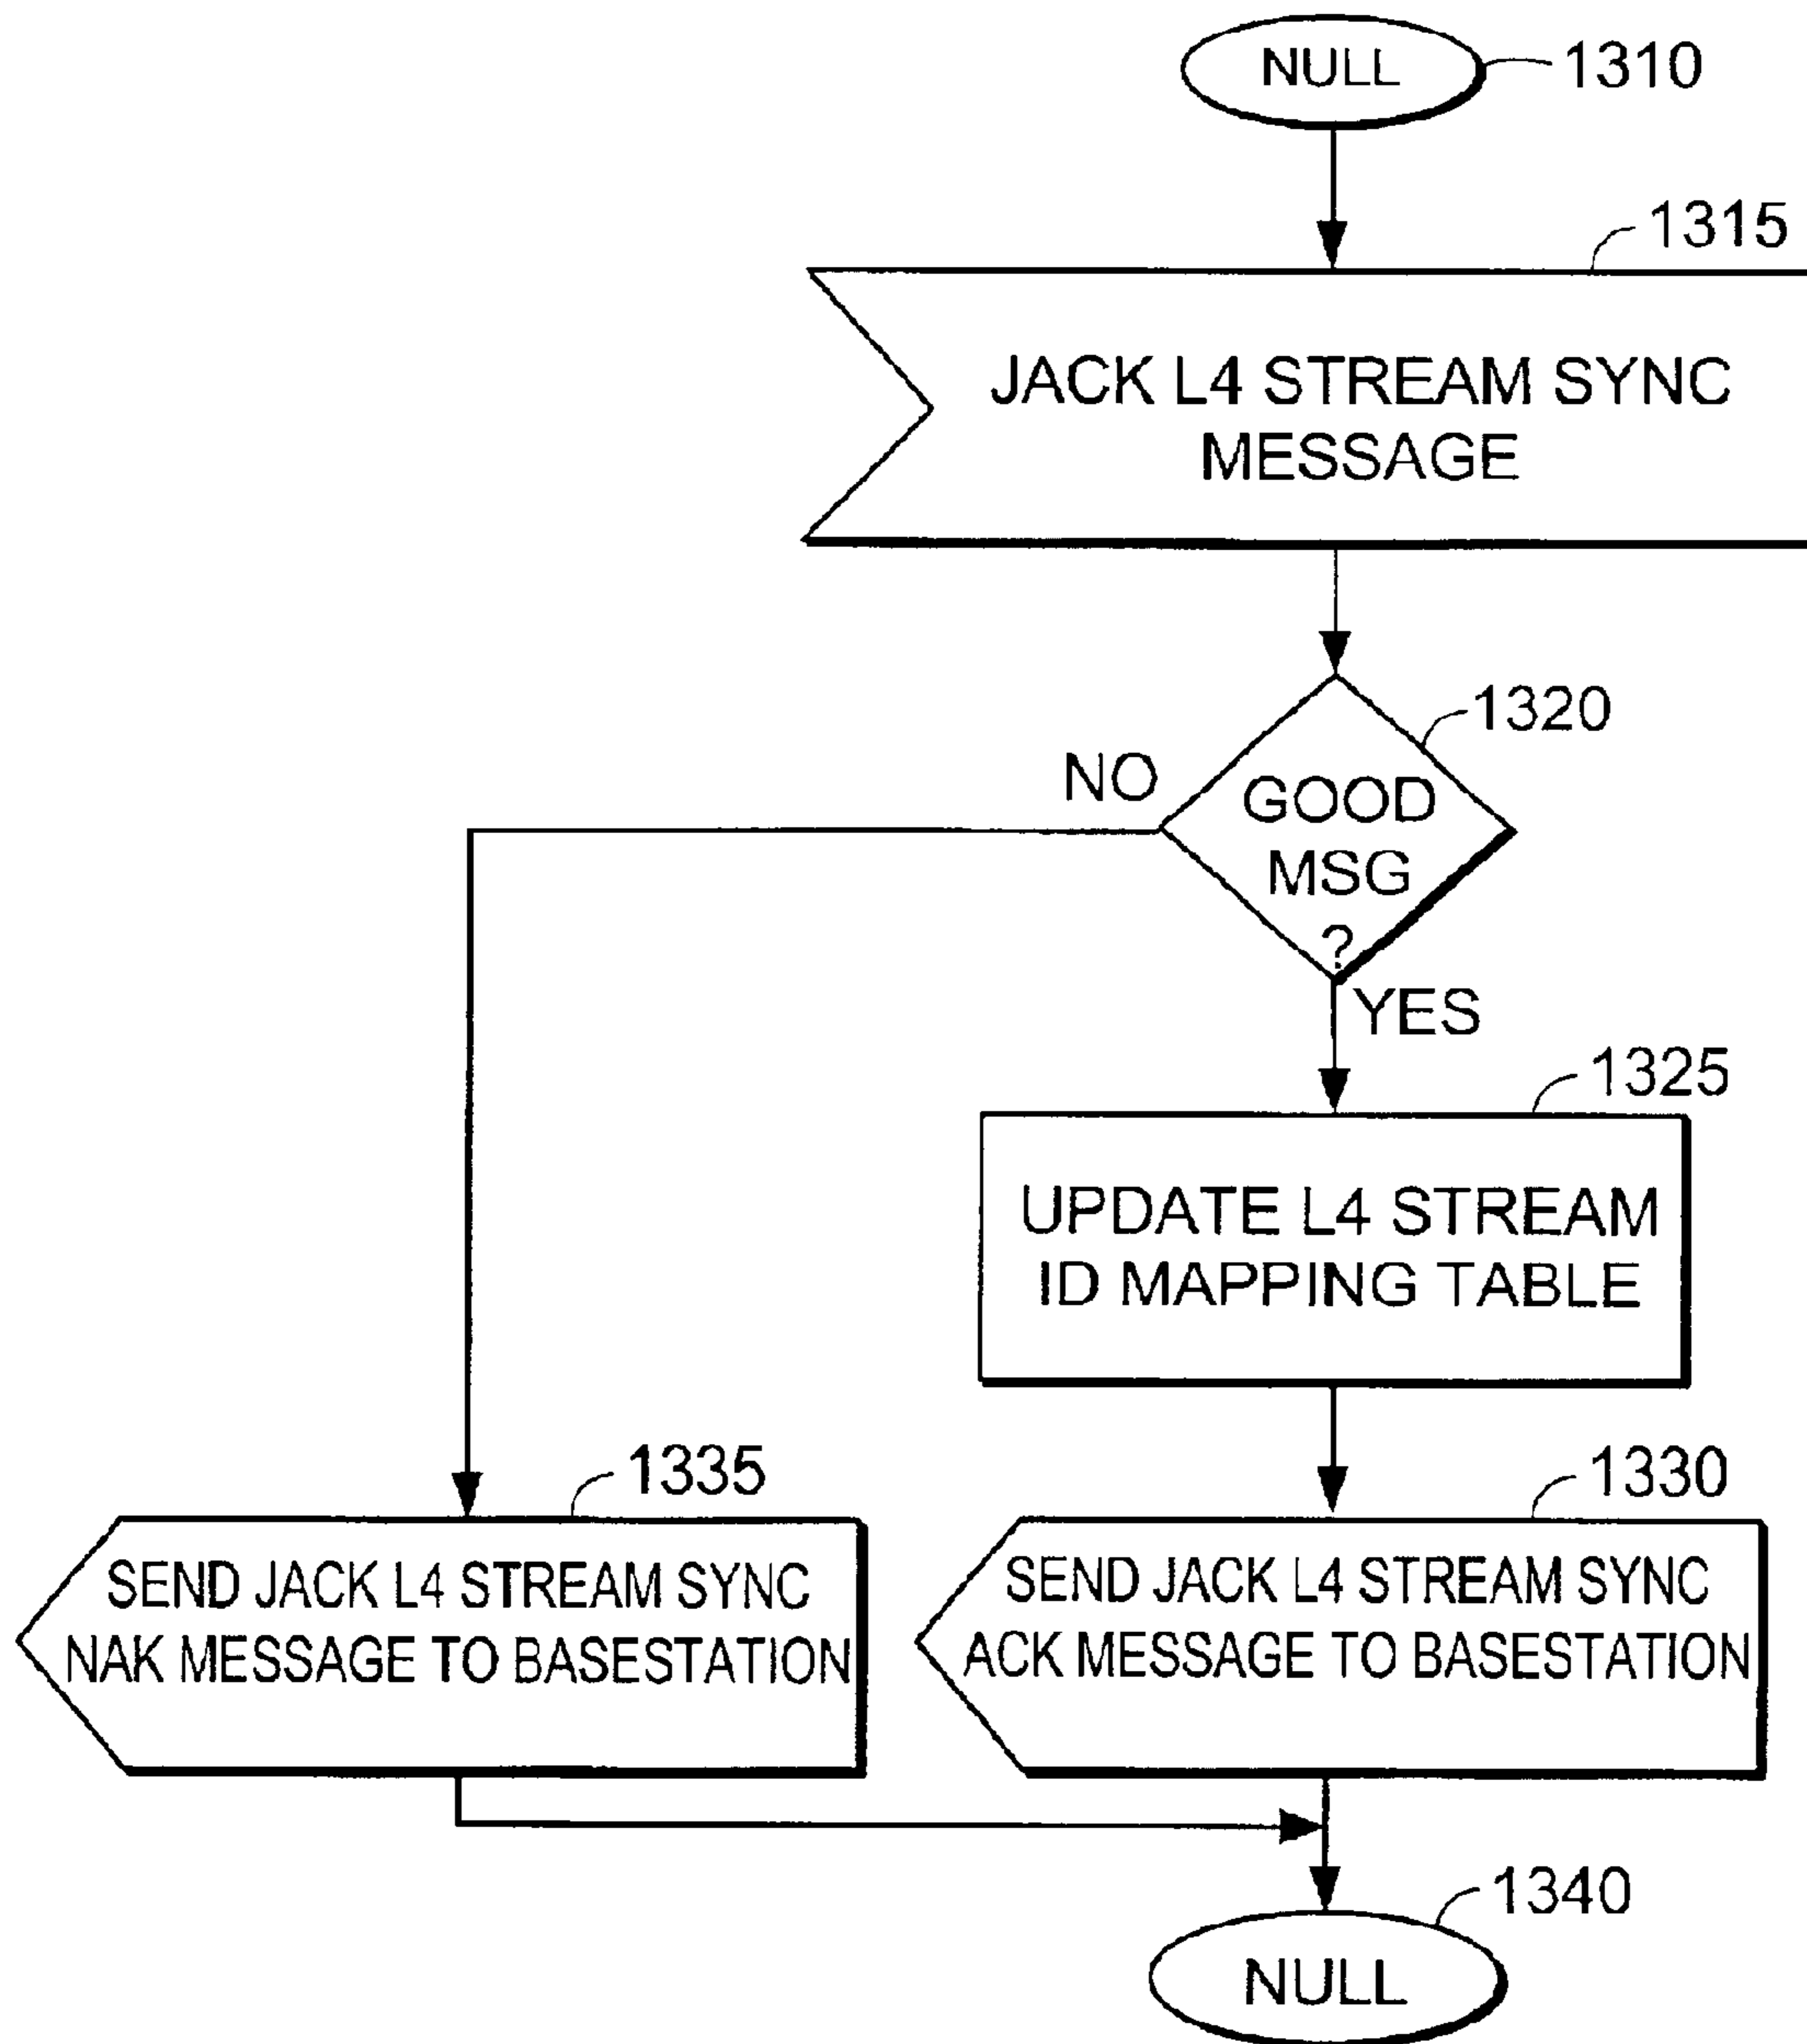 NULL
1310
1315
JACK L4 STREAM SYNC
MESSAGE
1320
NO
GOOD
MSG
?
YES
1325
UPDATE L4 STREAM
ID MAPPING TABLE
1335
SEND JACK L4 STREAM SYNC
NAK MESSAGE TO BASESTATION
1330
SEND JACK L4 STREAM SYNC
ACK MESSAGE TO BASESTATION
1340
NULL